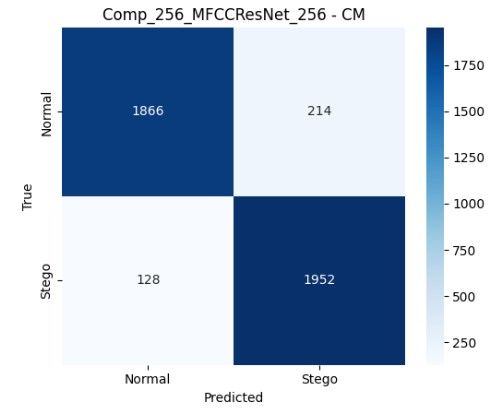 Comp_256_MFCCResNet_256 - CM
True
Normal
1866
214
Stego
128
1952
Normal
Stego
Predicted
1750
1500
1250
1000
750
500
250